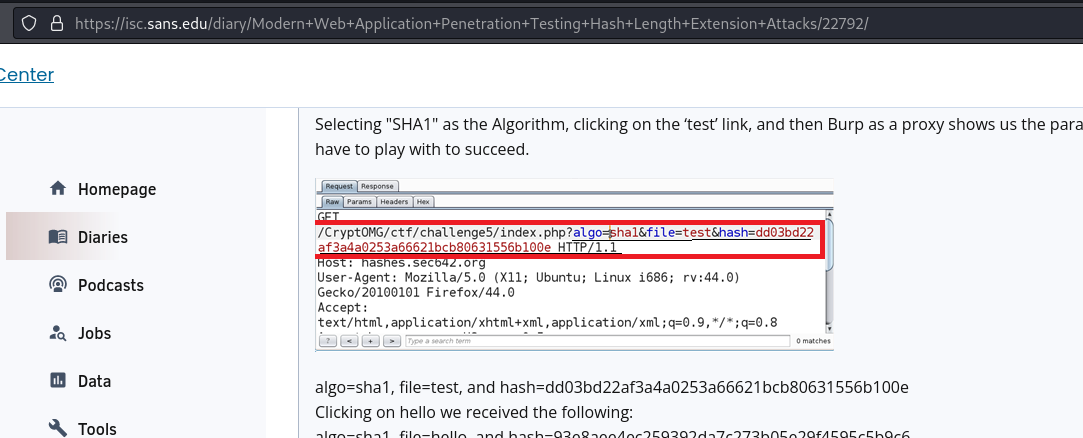 https://isc.sans.edu/diary/Modern+Web+Application+Penetration+Testing+Hash+Length+Extension+Attacks/22792/
Center
Homepage
Diaries
Podcasts
Jobs
Data
Tools
Selecting "SHA1" as the Algorithm, clicking on the ‘test’ link, and then Burp as a proxy shows us the para
have to play with to succeed.
Request Response
Raw Params Headers Hex
GET
/CryptOMG/ctf/challenge5/index.php?algo=sha1&file=test&hash=dd03bd22
af3a4a0253a66621bcb80631556b100e HTTP/1.1
Host: hashes.sec642.org
User-Agent: Mozilla/5.0 (X11; Ubuntu; Linux i686; rv:44.0)
Gecko/20100101 Firefox/44.0
Accept:
text/html,application/xhtml+xml,application/xml;q=0.9,*/*;q=0.8
? < + > Type a search term 0 matches
algo=sha1, file=test, and hash=dd03bd22af3a4a0253a66621bcb80631556b100e
Clicking on hello we received the following:
algo=sha1, file=hello, and hash=93e8aee4ec259392da7c273b05e29f4595c5b9c6